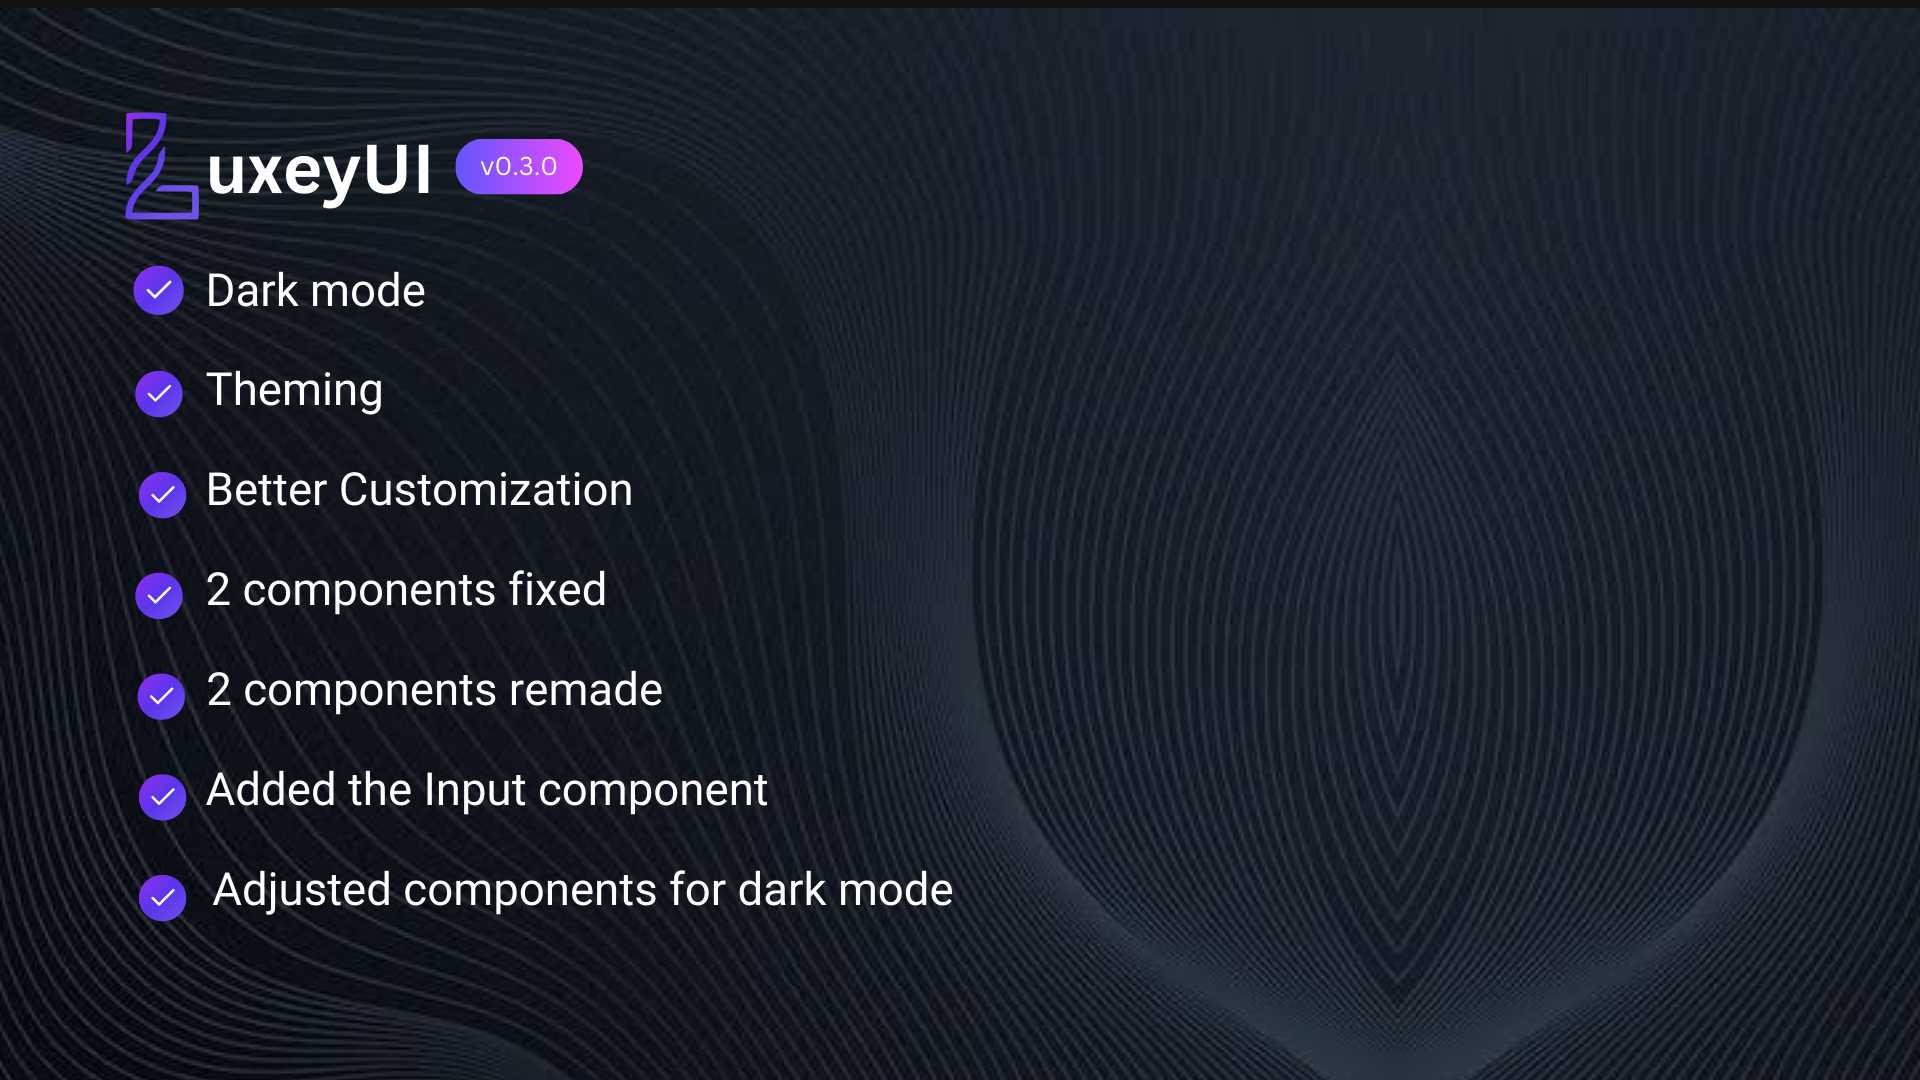 LuxeyUI v0.3.0
Dark mode
Theming
Better Customization
2 components fixed
2 components remade
Added the Input component
Adjusted components for dark mode